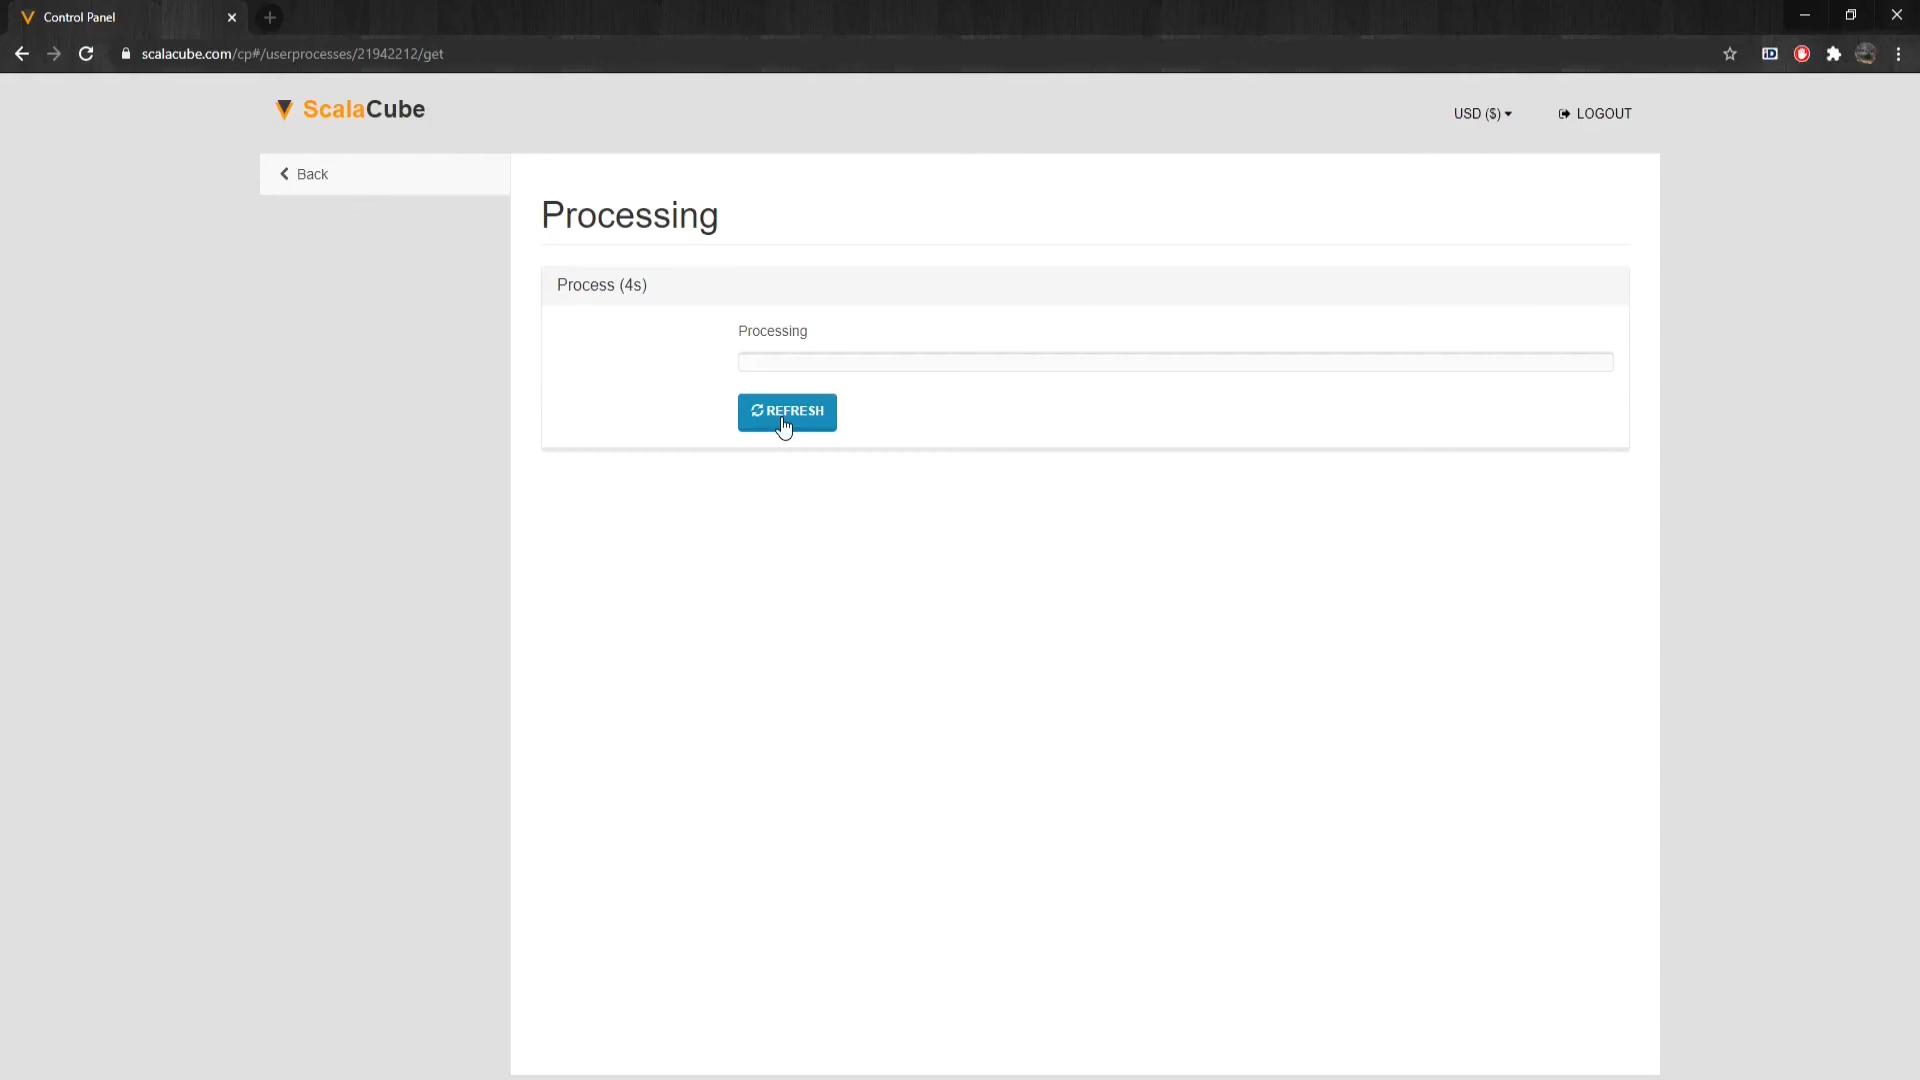 Control Panel
scalacube.com/cp#/userprocesses/21942212/get
ScalaCube
USD ($)
LOGOUT
Back
Processing
Process (4s)
Processing
REFRESH